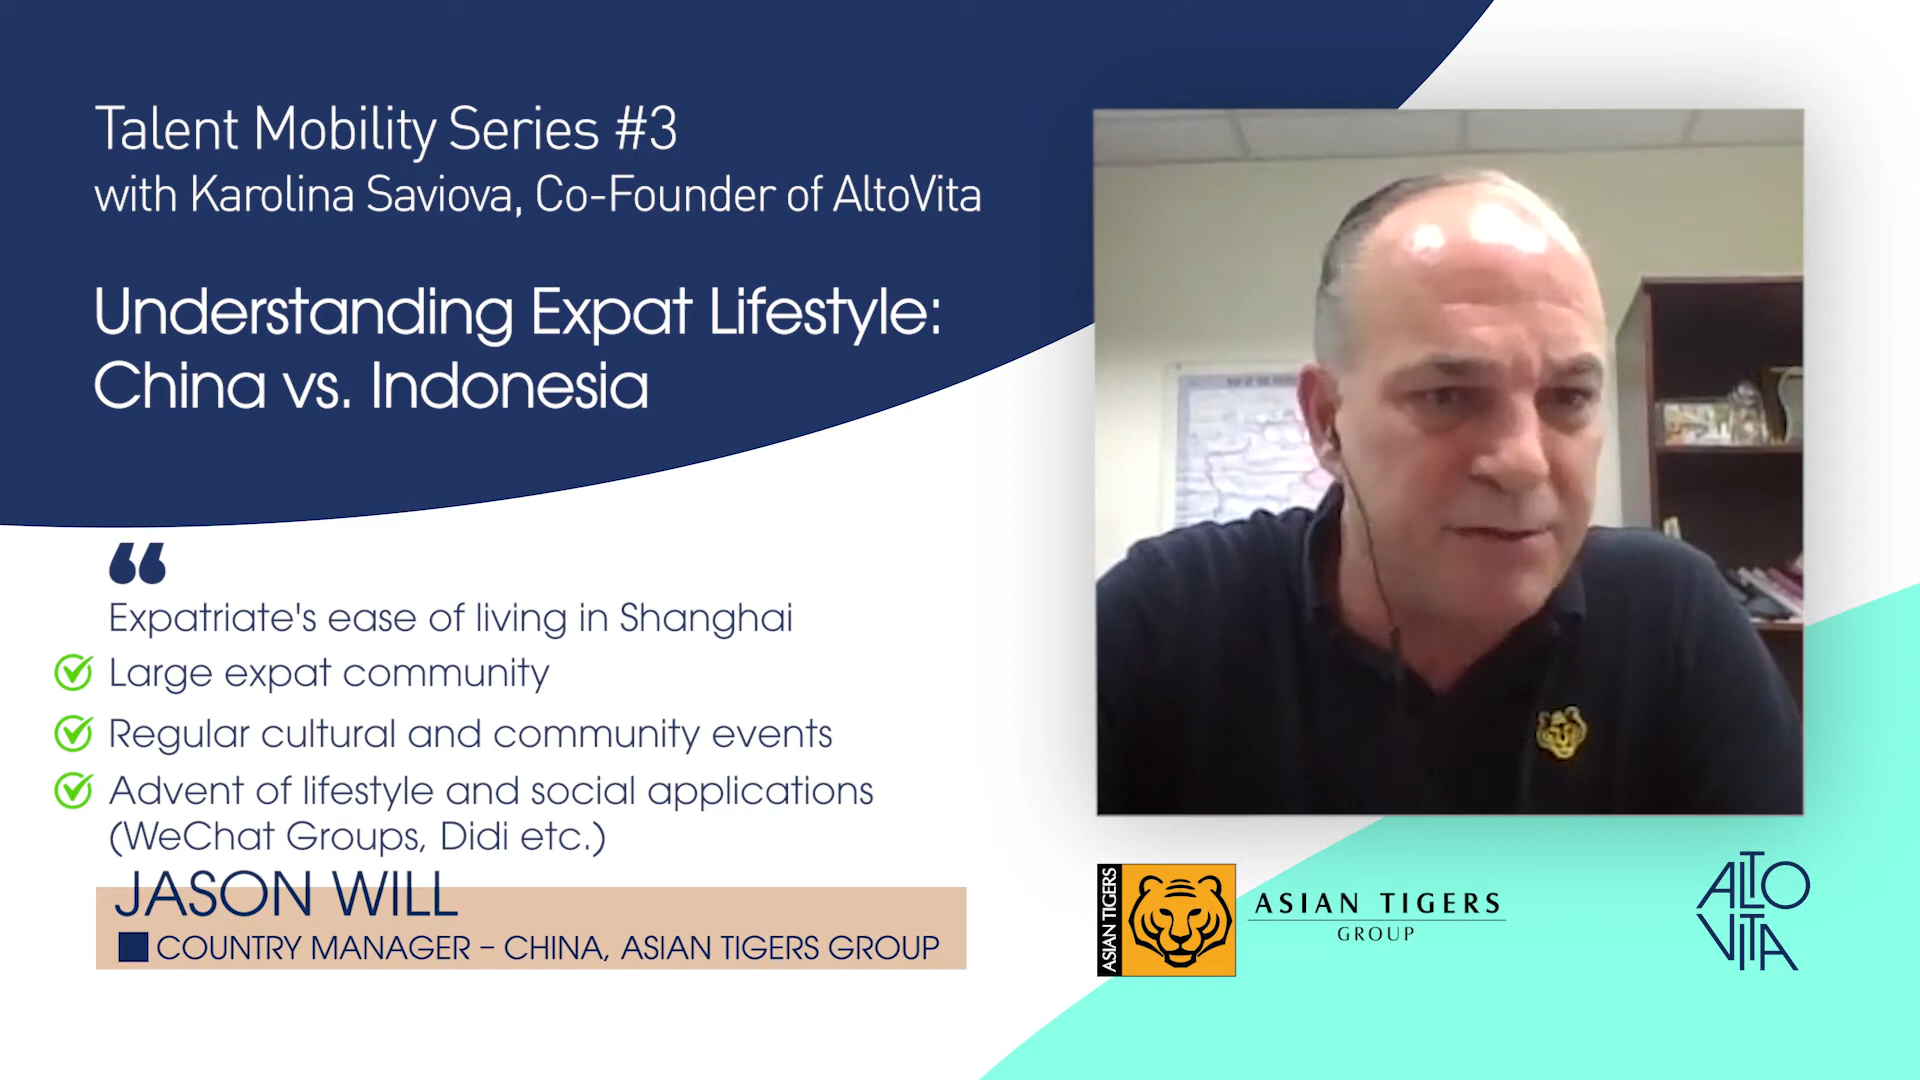 Talent Mobility Series #3
with Karolina Saviova, Co-Founder of AltoVita
Understanding Expat Lifestyle:
China vs. Indonesia
“
Expatriate's ease of living in Shanghai
Large expat community
Regular cultural and community events
Advent of lifestyle and social applications
(WeChat Groups, Didi etc.)
JASON WILL
COUNTRY MANAGER – CHINA, ASIAN TIGERS GROUP
ASIAN TIGERS
ASIAN TIGERS
GROUP
ALTO
VITA